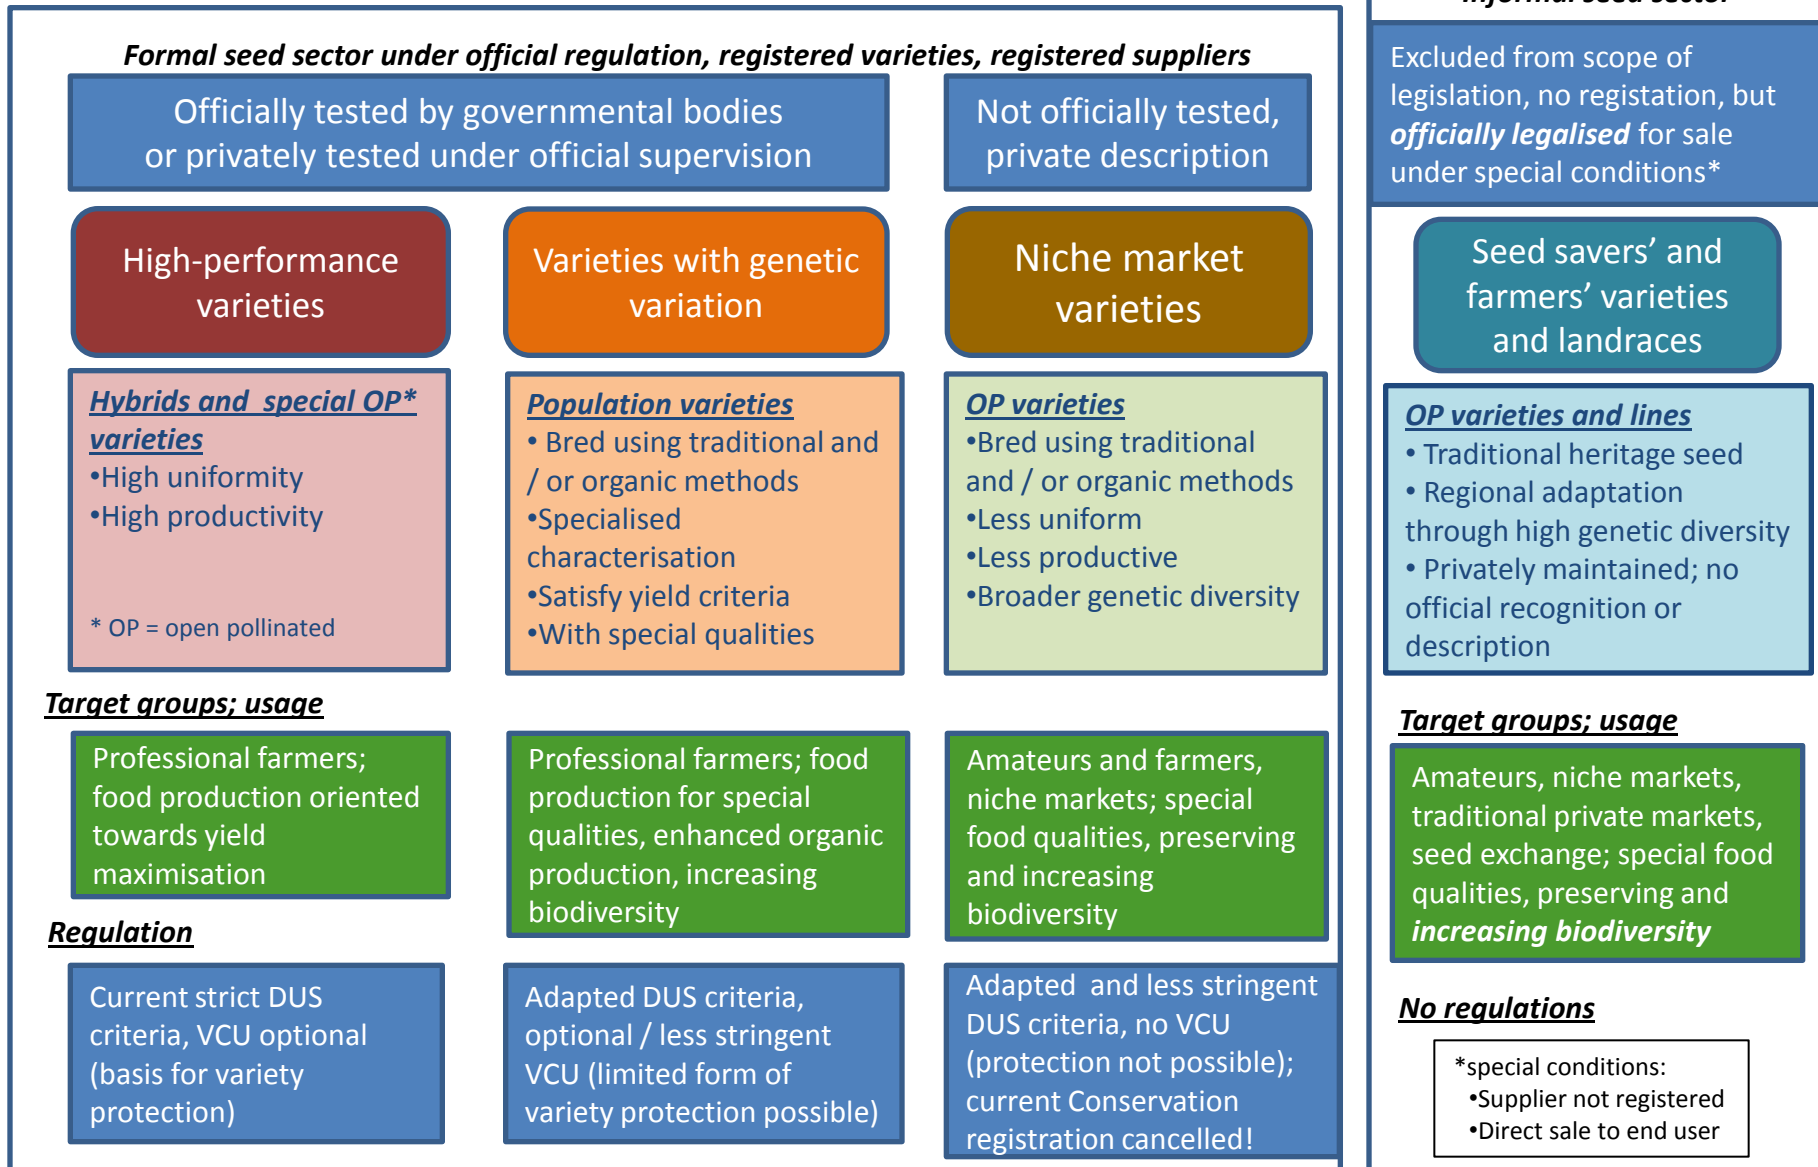 Formal seed sector under official regulation, registered varieties, registered suppliers
Officially tested by governmental bodies
or privately tested under official supervision
Not officially tested,
private description
High-performance
varieties
Varieties with genetic
variation
Niche market
varieties
Hybrids and special OP*
varieties
•High uniformity
•High productivity
* OP = open pollinated
Population varieties
• Bred using traditional and
/ or organic methods
•Specialised
characterisation
•Satisfy yield criteria
•With special qualities
OP varieties
•Bred using traditional
and / or organic methods
•Less uniform
•Less productive
•Broader genetic diversity
Target groups; usage
Professional farmers;
food production oriented
towards yield
maximisation
Professional farmers; food
production for special
qualities, enhanced organic
production, increasing
biodiversity
Amateurs and farmers,
niche markets; special
food qualities, preserving
and increasing
biodiversity
Regulation
Current strict DUS
criteria, VCU optional
(basis for variety
protection)
Adapted DUS criteria,
optional / less stringent
VCU (limited form of
variety protection possible)
Adapted and less stringent
DUS criteria, no VCU
(protection not possible);
current Conservation
registration cancelled!
Informal seed sector
Excluded from scope of
legislation, no registation, but
officially legalised for sale
under special conditions*
Seed savers’ and
farmers’ varieties
and landraces
OP varieties and lines
• Traditional heritage seed
• Regional adaptation
through high genetic diversity
• Privately maintained; no
official recognition or
description
Target groups; usage
Amateurs, niche markets,
traditional private markets,
seed exchange; special food
qualities, preserving and
increasing biodiversity
No regulations
*special conditions:
•Supplier not registered
•Direct sale to end user